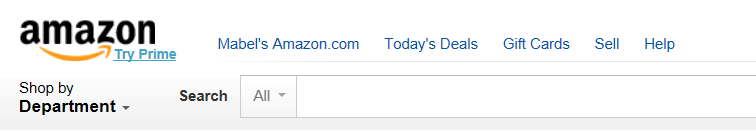 amazon
Try Prime
Mabel's Amazon.com Today's Deals Gift Cards Sell Help
Shop by
Department
Search All